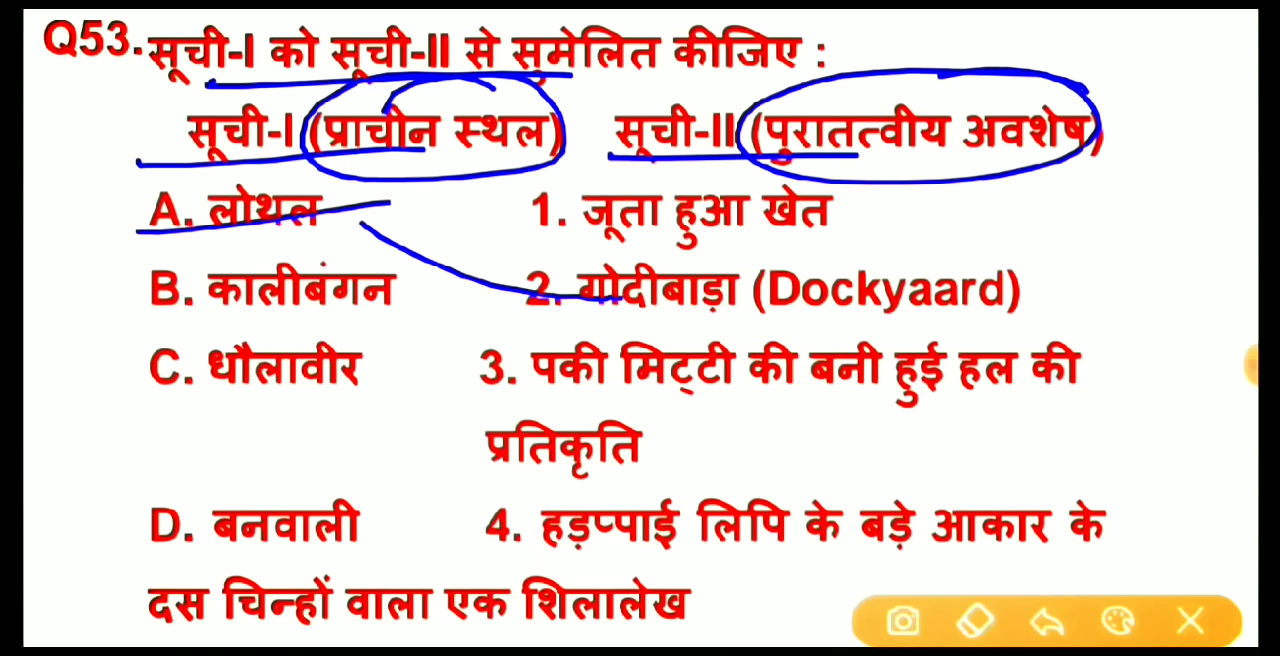 Q53. सूची-I को सूची-II से सुमेलित कीजिए :
सूची-I (प्राचीन स्थल) सूची-II (पुरातत्वीय अवशेष)
A. लोथल 1. जूता हुआ खेत
B. कालीबंगन 2. गोदीबाड़ा (Dockyaard)
C. धौलावीर 3. पकी मिट्टी की बनी हुई हल की
प्रतिकृति
D. बनवाली 4. हड़प्पाई लिपि के बड़े आकार के
दस चिन्हों वाला एक शिलालेख